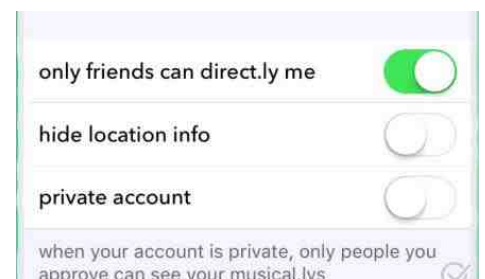 only friends can direct.ly me
hide location info
private account
when your account is private, only people you
approve can see your musical.lys